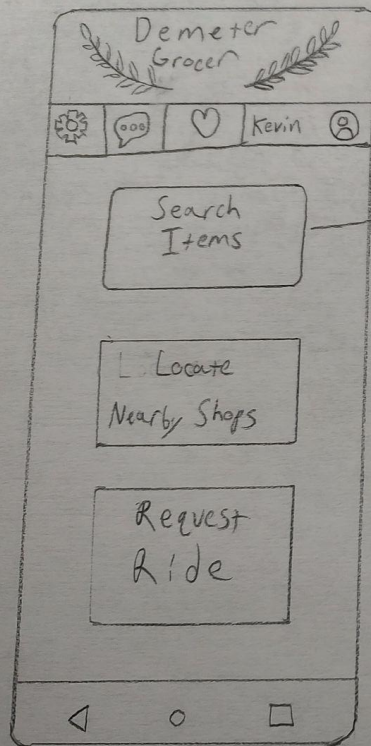 Demeter
Grocer
Kevin
Search
Items
Locate
Nearby Shops
Request
Ride